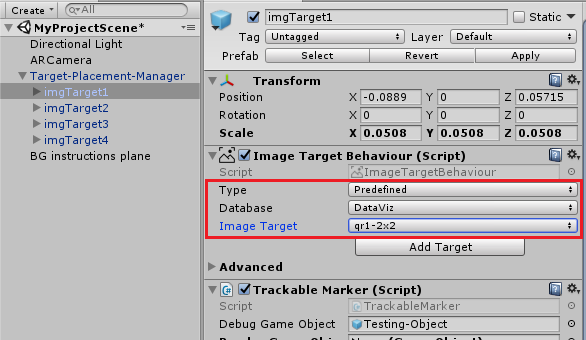 Create
All
MyProjectScene*
Directional Light
ARCamera
Target-Placement-Manager
imgTarget1
imgTarget2
imgTarget3
imgTarget4
BG instructions plane
imgTarget1 Static
Tag Untagged Layer Default
Prefab Select Revert Apply
Transform
Position X -0.0889 Y 0 Z 0.05715
Rotation X 0 Y 0 Z 0
Scale X 0.0508 Y 0.0508 Z 0.0508
Image Target Behaviour (Script)
Script ImageTargetBehaviour
Type Predefined
Database DataViz
Image Target qr1-2x2
Add Target
Advanced
Trackable Marker (Script)
Script TrackableMarker
Debug Game Object Testing-Object